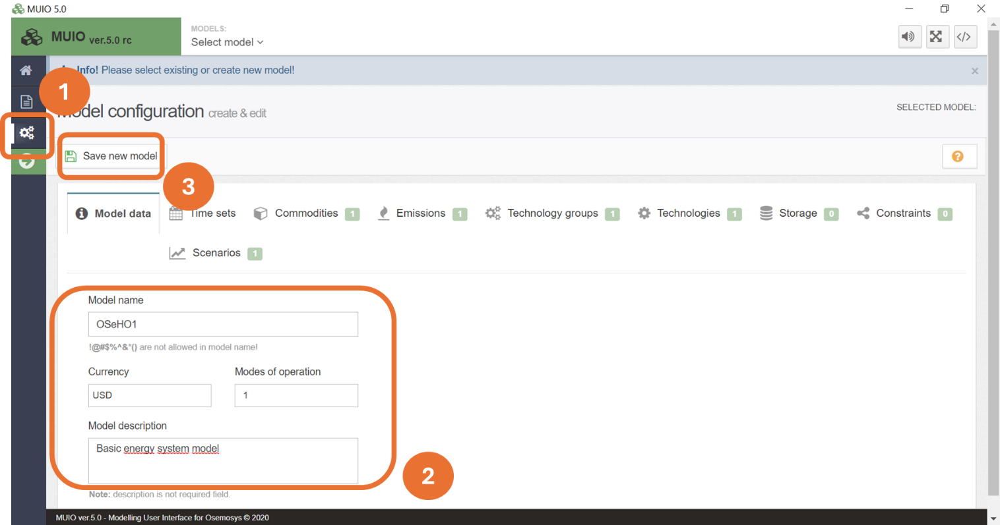 MUIO 5.0
MUIO ver.5.0 rc
MODELS:
Select model
Info! Please select existing or create new model!
1
Model configuration create & edit
SELECTED MODEL:
Save new model
3
Model data
Time sets
Commodities 1
Emissions 1
Technology groups 1
Technologies 1
Storage 0
Constraints 0
Scenarios 1
Model name
OSeHO1
!@#$%^&*() are not allowed in model name!
Currency
Modes of operation
USD
1
Model description
Basic energy system model
2
Note: description is not required field.
MUIO ver.5.0 - Modelling User Interface for Osemosys © 2020